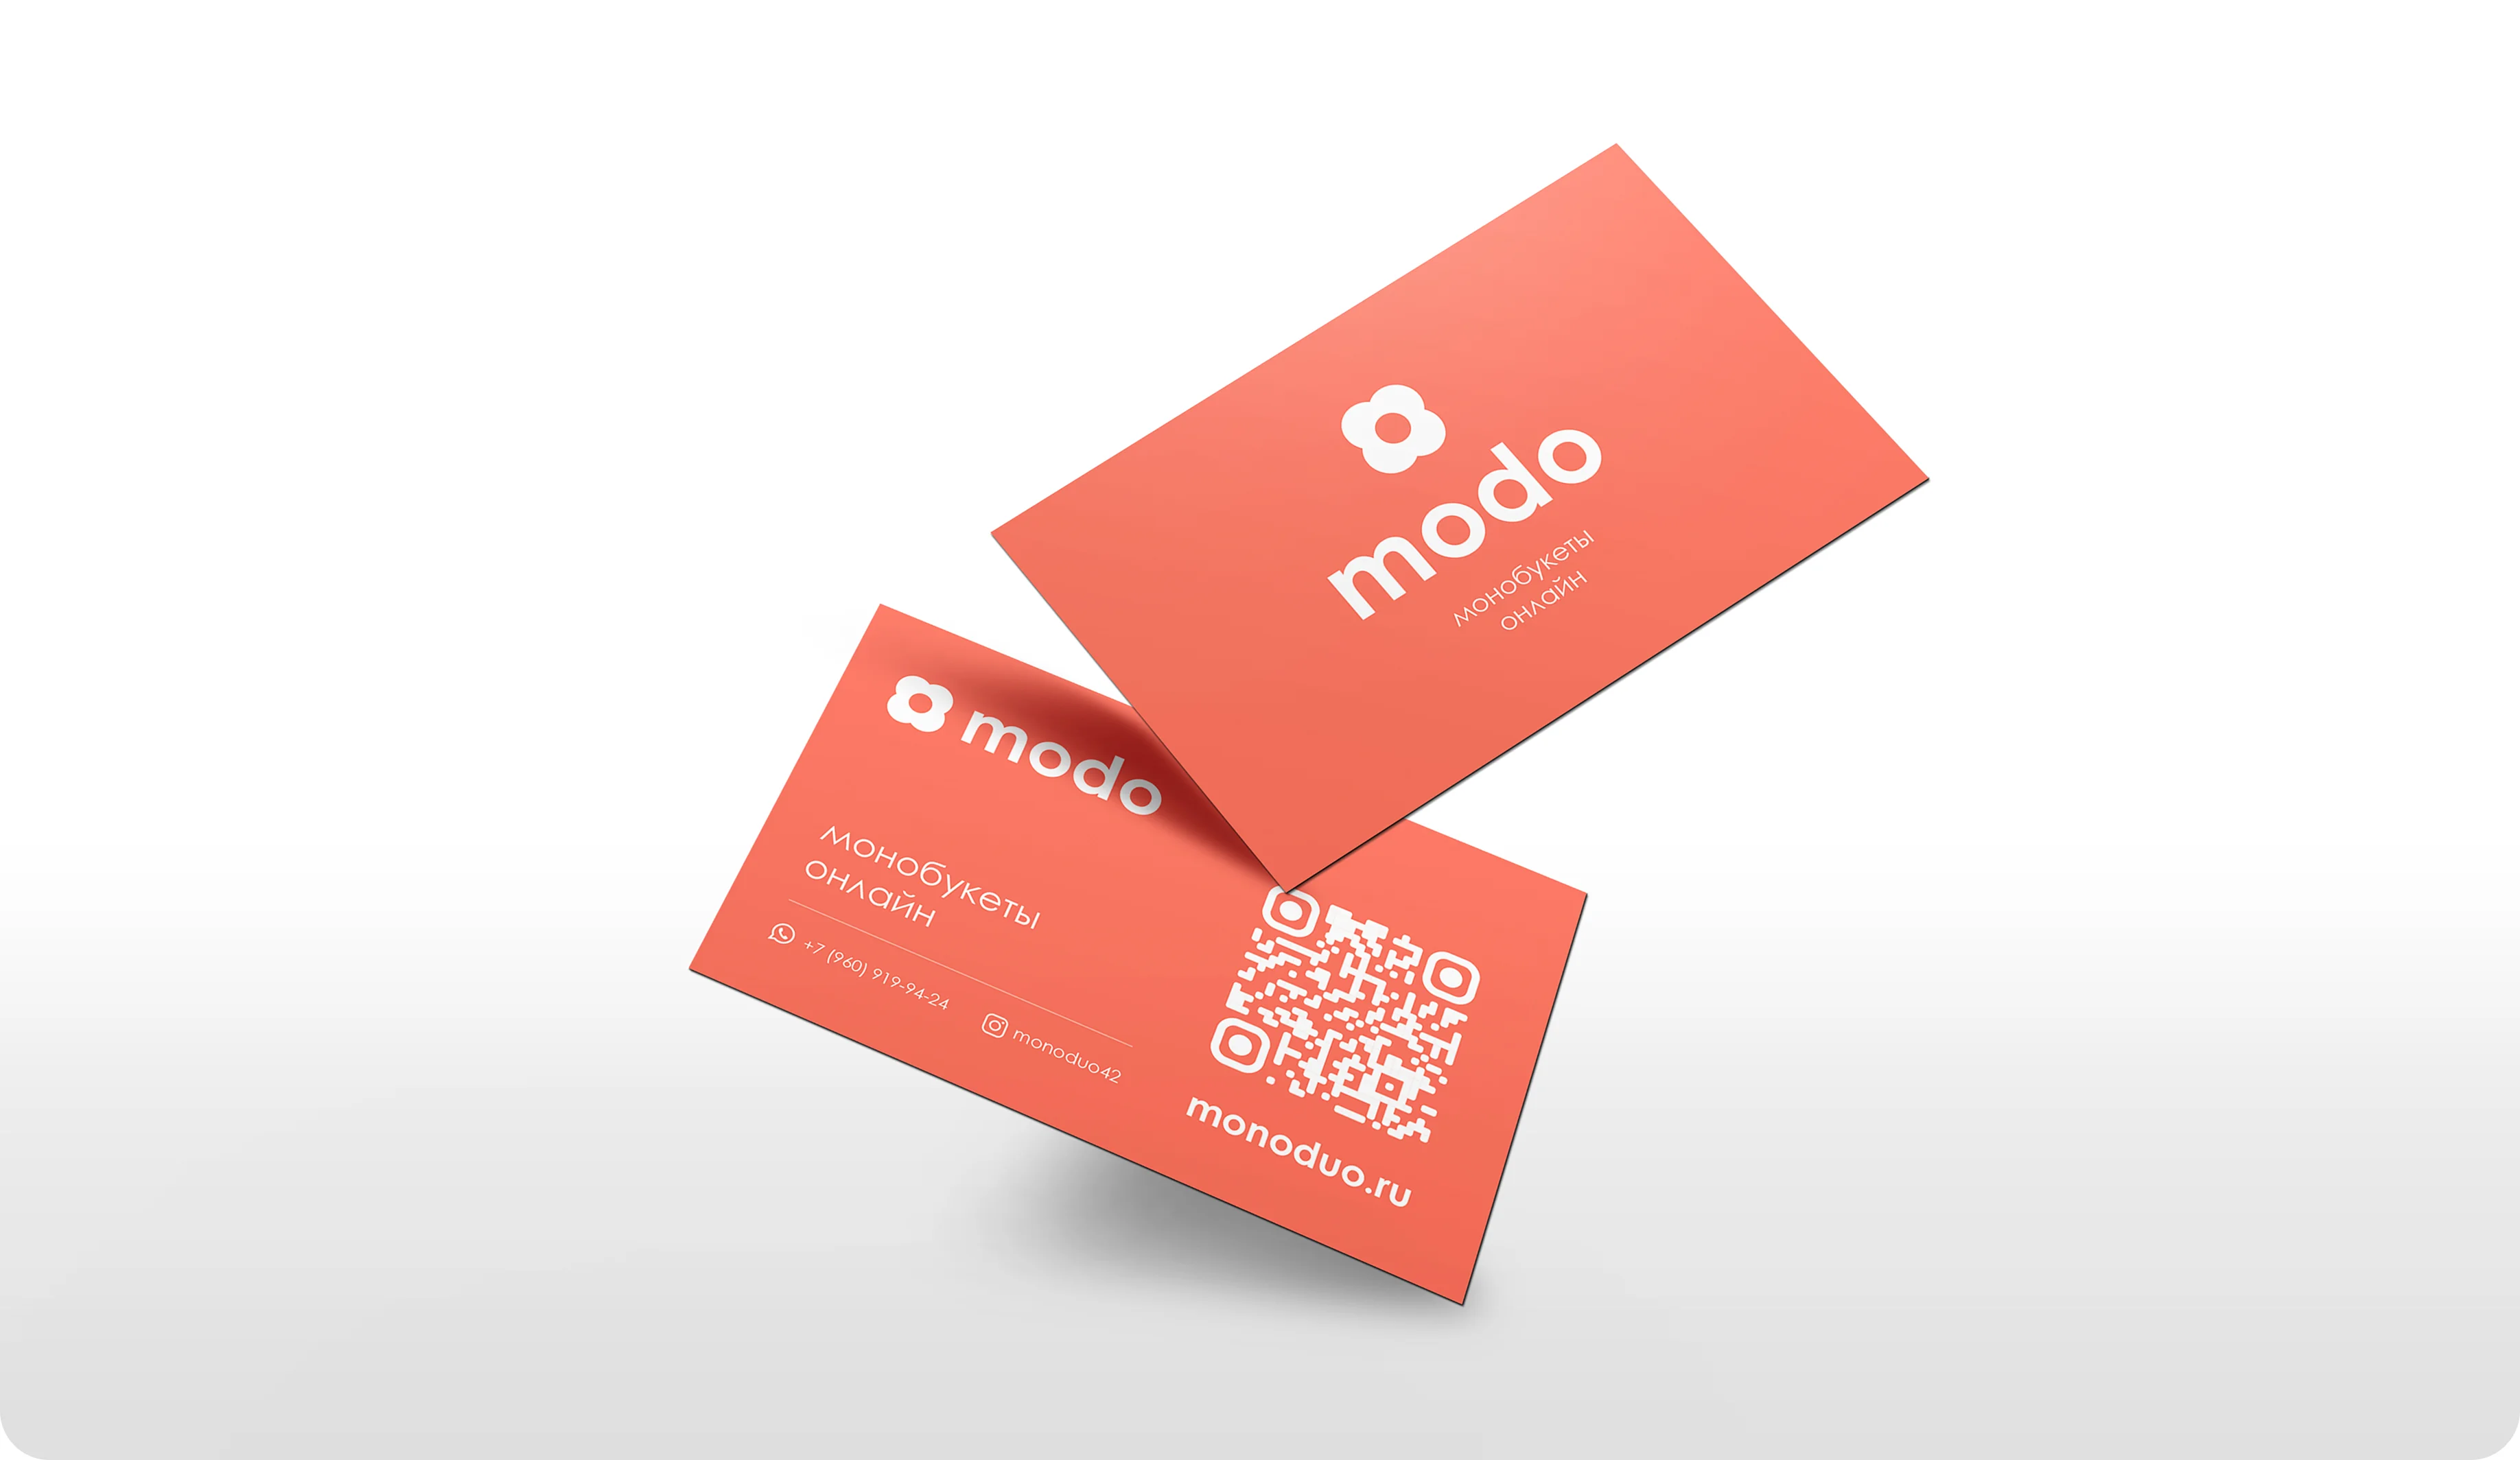 modo
монобукеты
онлайн
modo
монобукеты
онлайн
+7 (960) 919-94-24
monoduo42
monoduo.ru